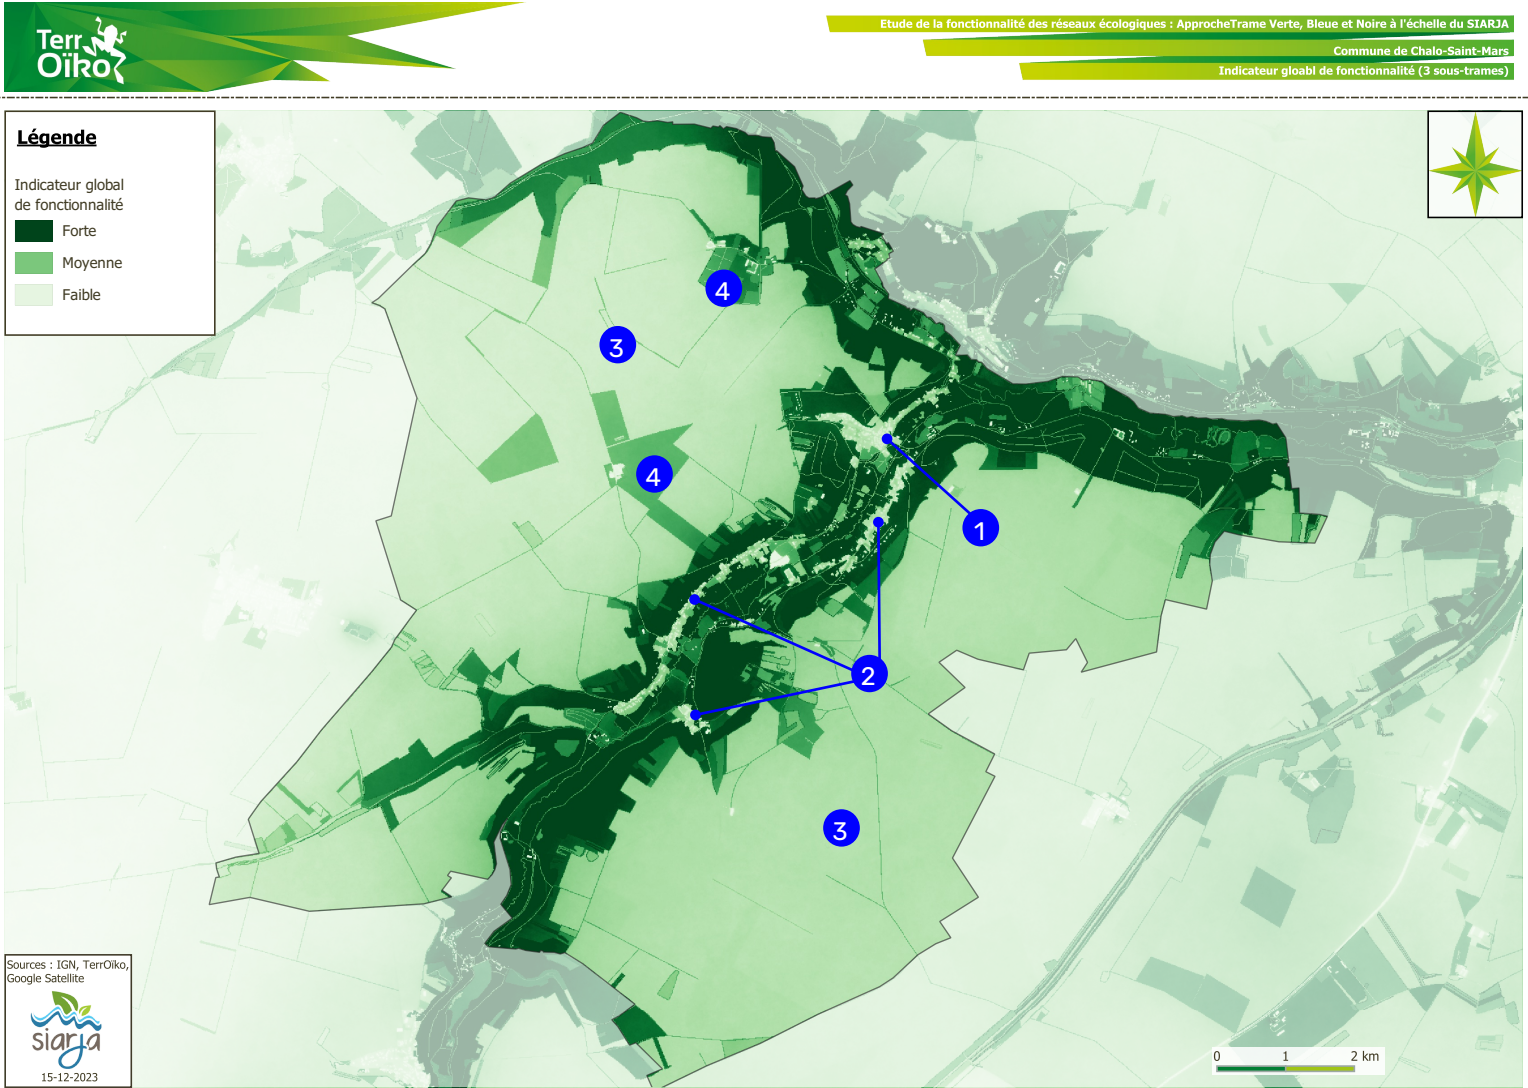 Terr
Oïko
Etude de la fonctionnalité des réseaux écologiques : ApprocheTrame Verte, Bleue et Noire à l'échelle du SIARJA
Commune de Chalo-Saint-Mars
Indicateur gloabl de fonctionnalité (3 sous-trames)
Légende
Indicateur global
de fonctionnalité
Forte
Moyenne
Faible
4
3
4
1
2
3
Sources : IGN, TerrOïko,
Google Satellite
siarja
15-12-2023
0 1 2 km